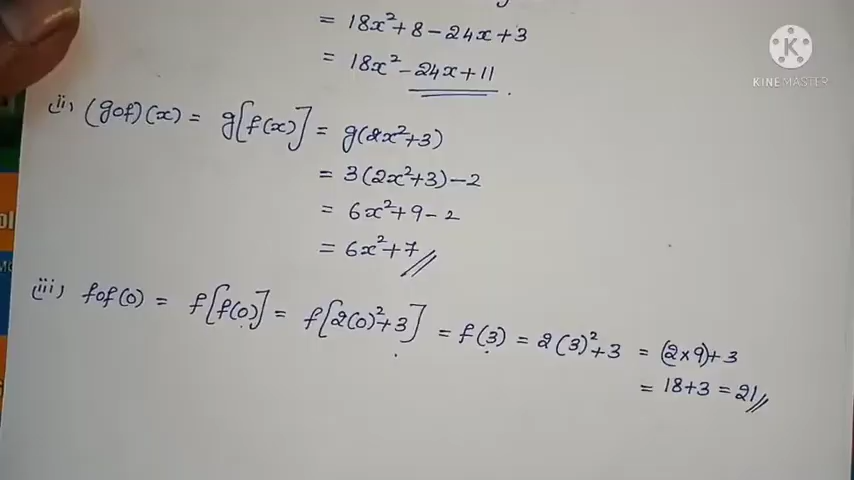 = 18x² + 8 - 24x + 3
= 18x² - 24x + 11
KINEMASTER
(ii) (gof)(x) = g[f(x)] = g(2x²+3)
= 3(2x²+3) - 2
= 6x² + 9 - 2
= 6x² + 7 //
(iii) fof(0) = f[f(0)] = f[2(0)²+3] = f(3) = 2(3)²+3 = (2×9)+3
= 18+3 = 21 //